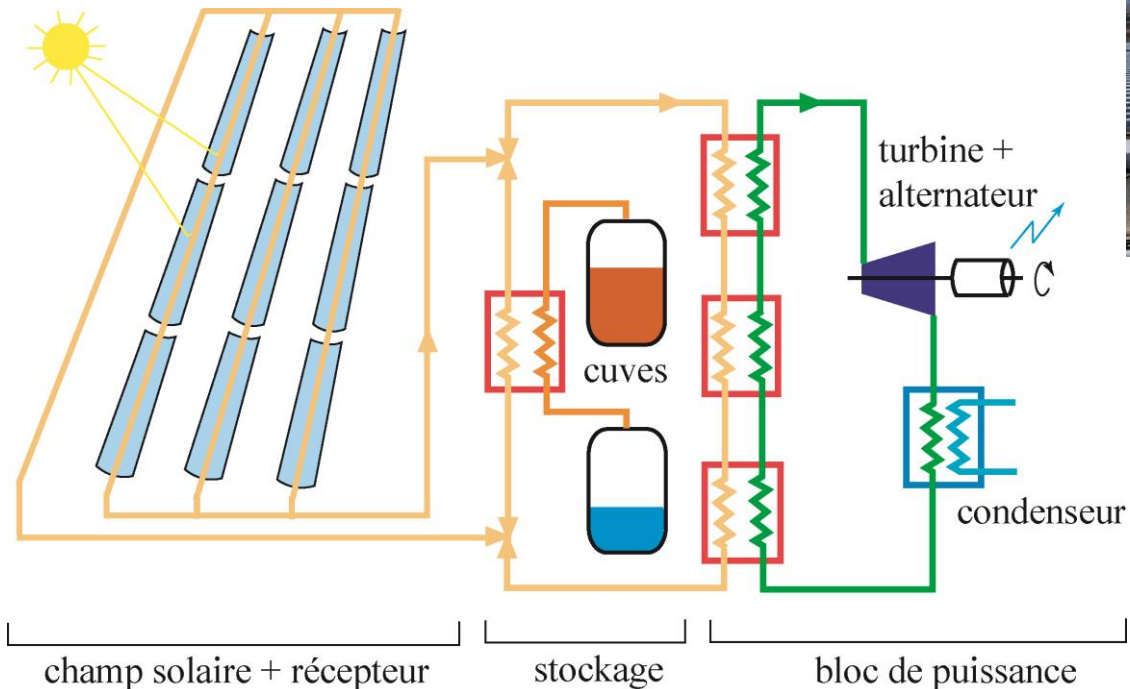 turbine +
alternateur
cuves
condenseur
champ solaire + récepteur
stockage
bloc de puissance